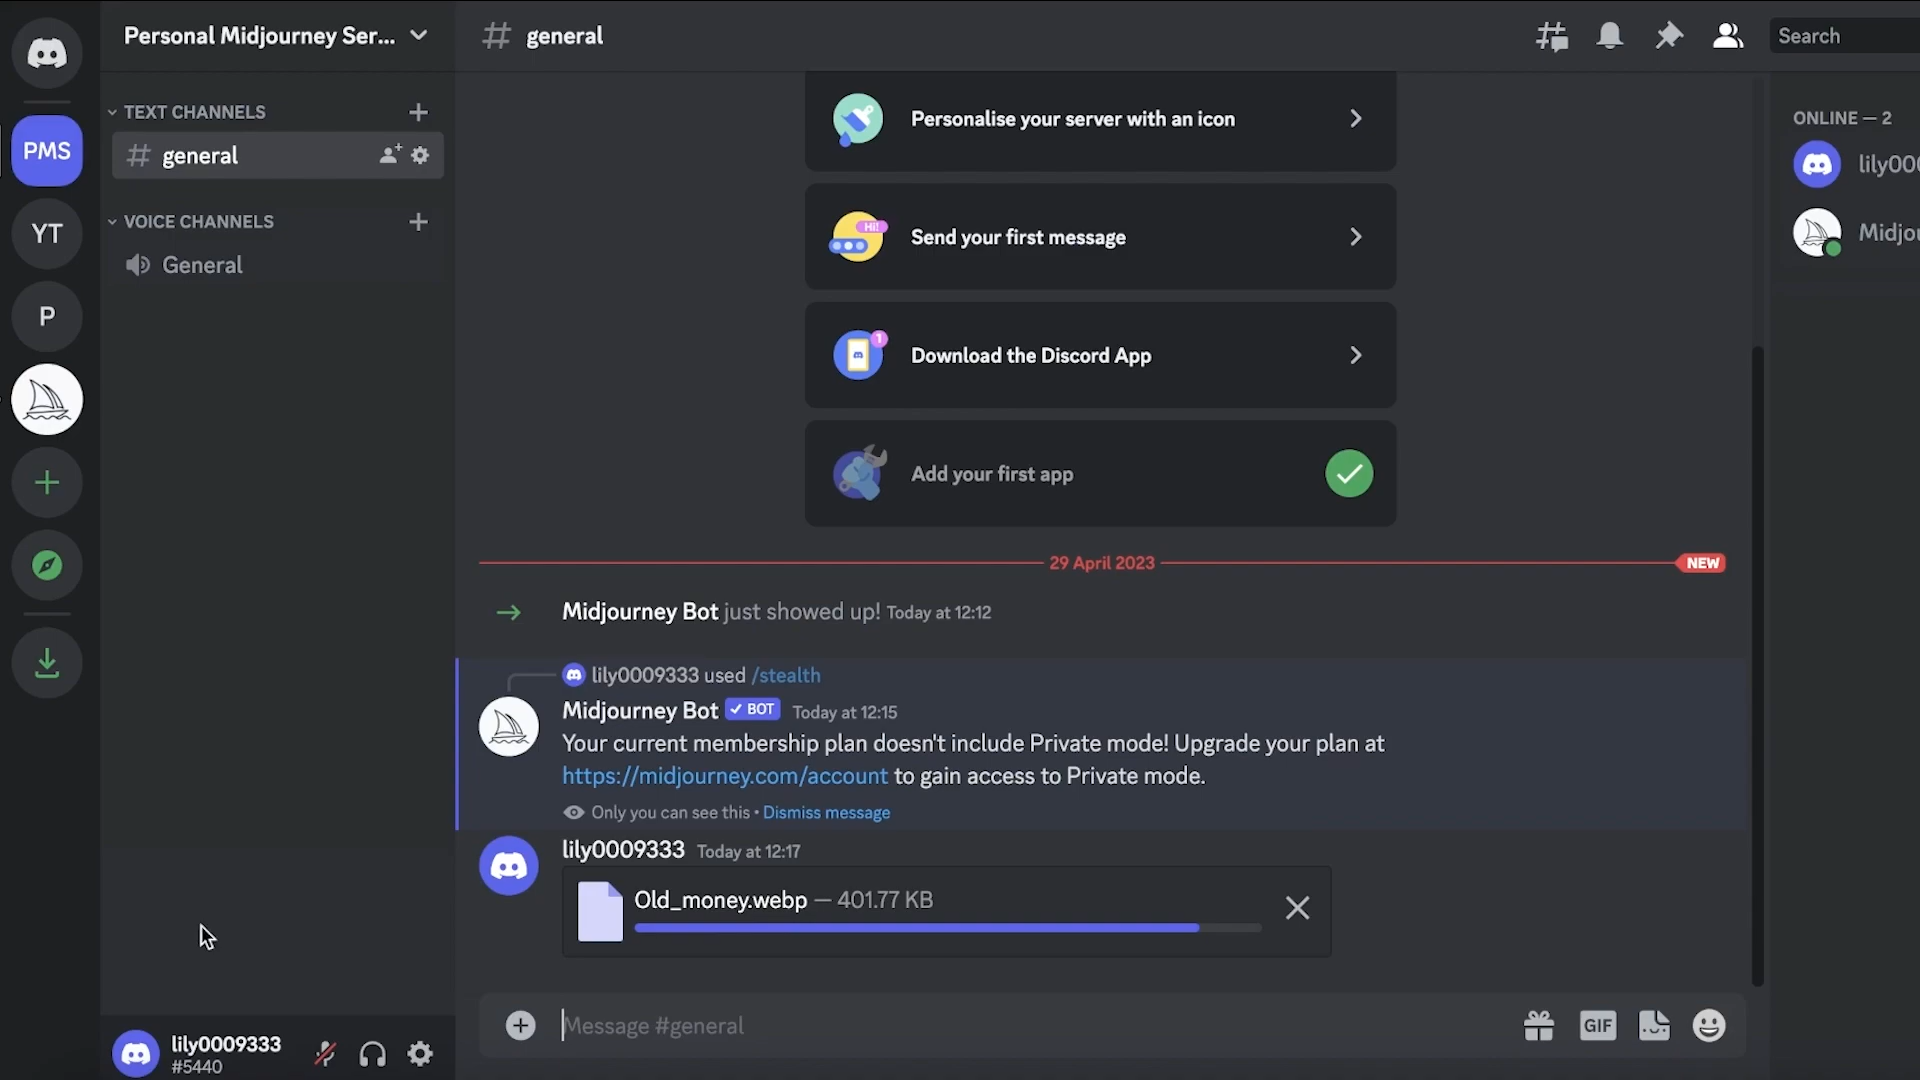 Personal Midjourney Ser...
general
Search
TEXT CHANNELS
general
VOICE CHANNELS
General
PMS
YT
P
Personalise your server with an icon
Hi!
Send your first message
1
Download the Discord App
Add your first app
29 April 2023
NEW
Midjourney Bot just showed up! Today at 12:12
lily0009333 used /stealth
Midjourney Bot ✓ BOT Today at 12:15
Your current membership plan doesn't include Private mode! Upgrade your plan at
https://midjourney.com/account to gain access to Private mode.
Only you can see this • Dismiss message
lily0009333 Today at 12:17
Old_money.webp — 401.77 KB
Message #general
GIF
lily0009333
#5440
ONLINE — 2
lily000
Midjou